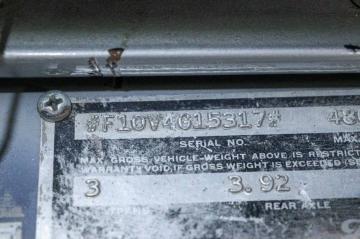 #F10V4G15317#
SERIAL NO.
MAX. GROSS VEHICLE-WEIGHT ABOVE IS RESTRIC
WARRANTY VOID, IF GROSS WEIGHT IS EXCEEDED (S
3 3.92
REAR AXLE